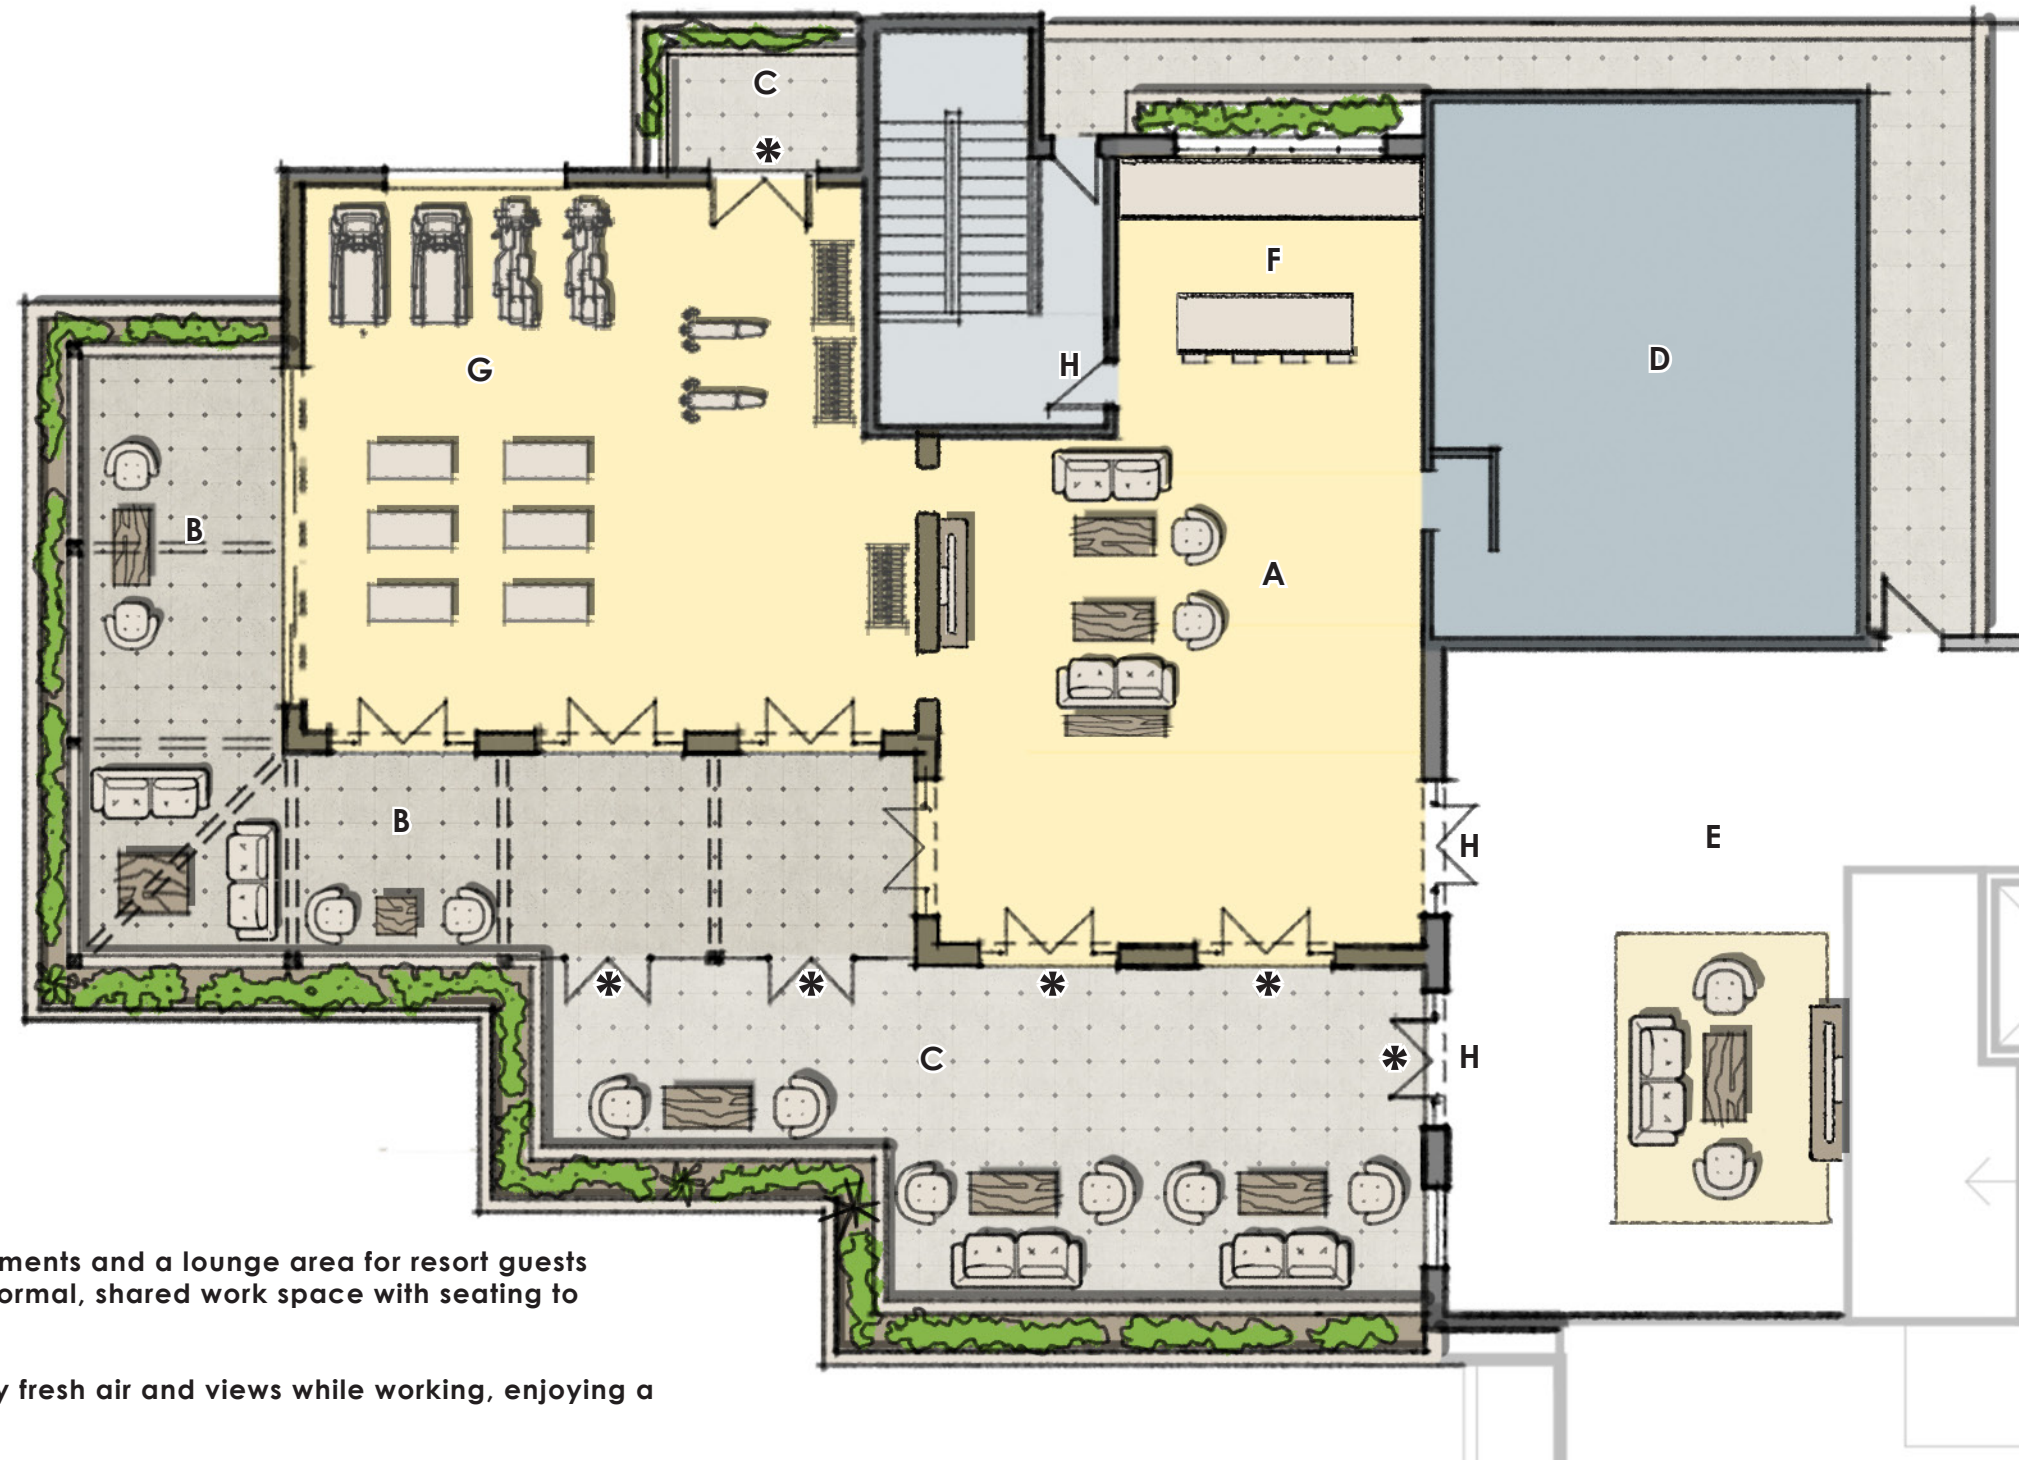 C
*
F
H
D
G
B
A
B
H
E
* * * *
C
* H
ments and a lounge area for resort guests
ormal, shared work space with seating to
y fresh air and views while working, enjoying a